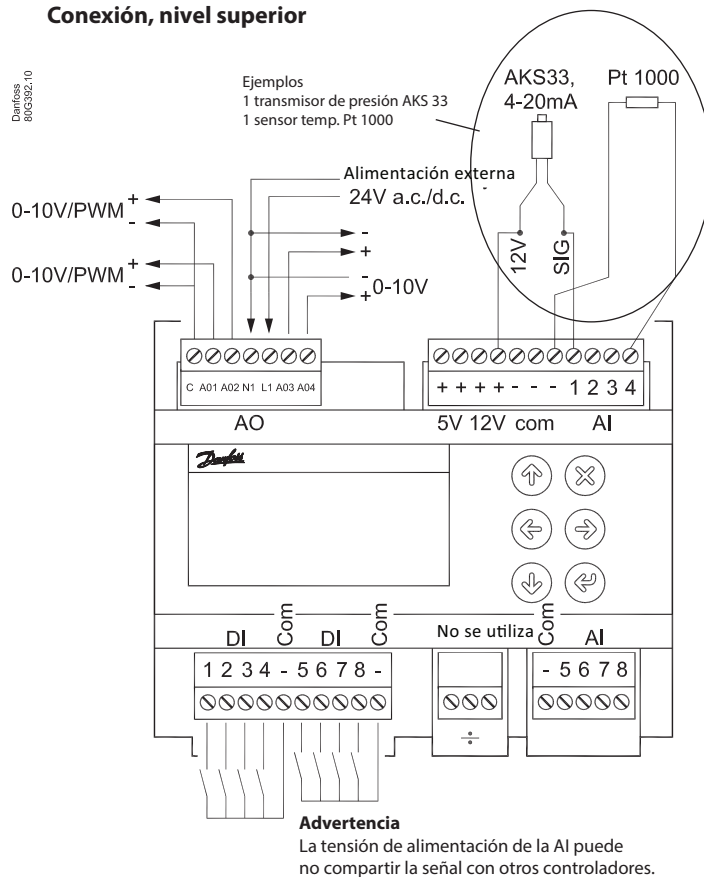 Conexión, nivel superior
Danfoss
80G392.10
Ejemplos
1 transmisor de presión AKS 33
1 sensor temp. Pt 1000
AKS33,
4-20mA
Pt 1000
Alimentación externa
24V a.c./d.c.
0-10V/PWM
+
-
0-10V/PWM
+
-
-
+
-
+
0-10V
12V
SIG
C A01 A02 N1 L1 A03 A04
+ + + + - - - 1 2 3 4
AO
5V 12V com AI
Danfoss
DI Com DI Com
No se utiliza
Com AI
1 2 3 4 - 5 6 7 8 -
- 5 6 7 8
÷
Advertencia
La tensión de alimentación de la AI puede
no compartir la señal con otros controladores.